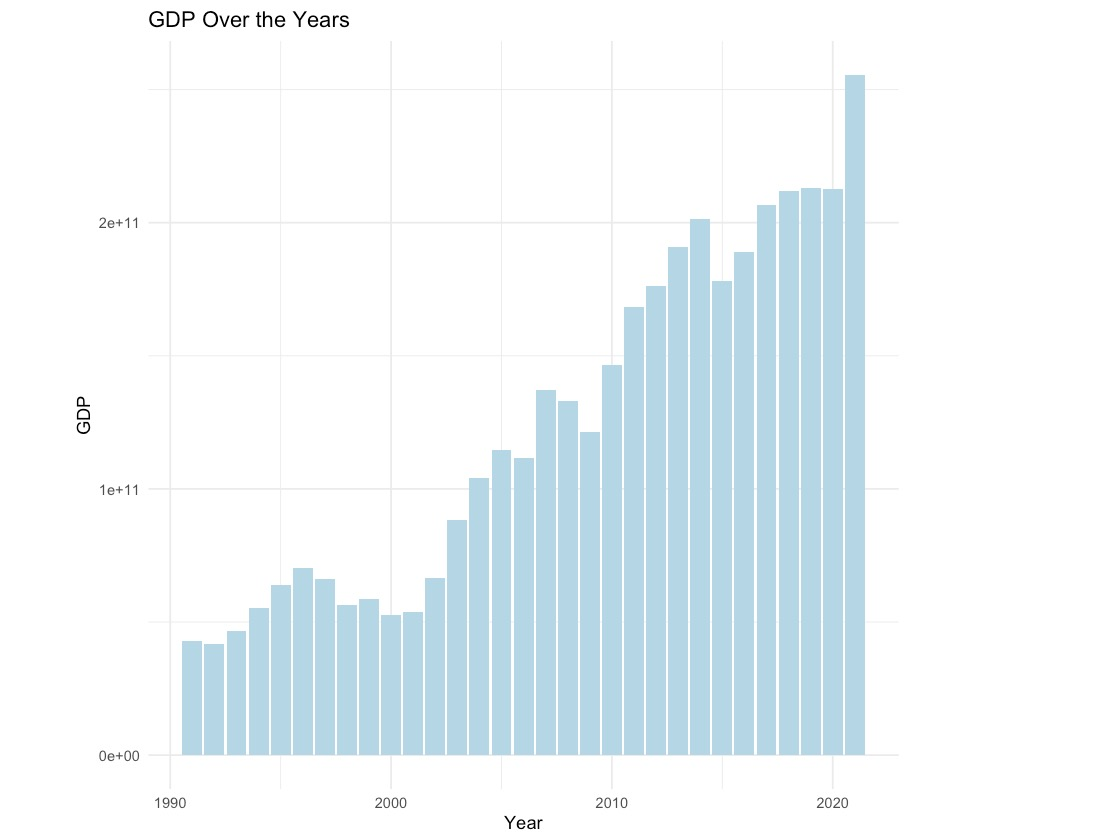 GDP Over the Years
GDP
2e+11
1e+11
0e+00
1990 2000 2010 2020
Year